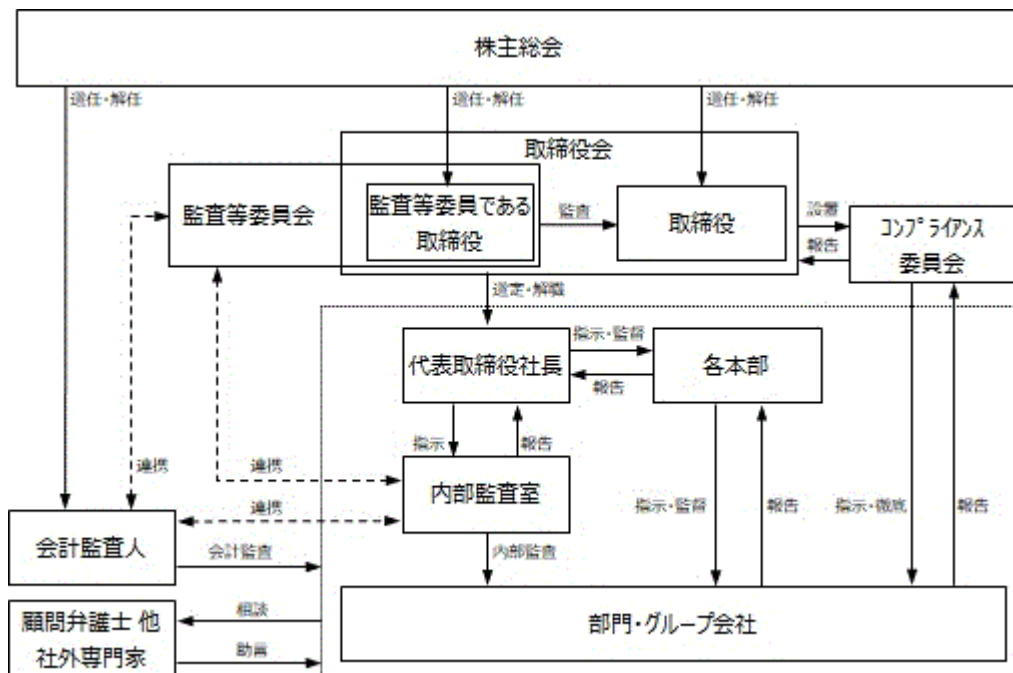 株主総会
選任・解任
選任・解任
選任・解任
取締役会
監査等委員会
監査等委員である
取締役
監査
取締役
設置
報告
コンプライアンス
委員会
選定・解職
代表取締役社長
指示・監督
報告
各本部
指示
報告
連携
連携
内部監査室
連携
指示・監督
報告
指示・徹底
報告
会計監査人
会計監査
内部監査
顧問弁護士 他
社外専門家
相談
助言
部門・グループ会社